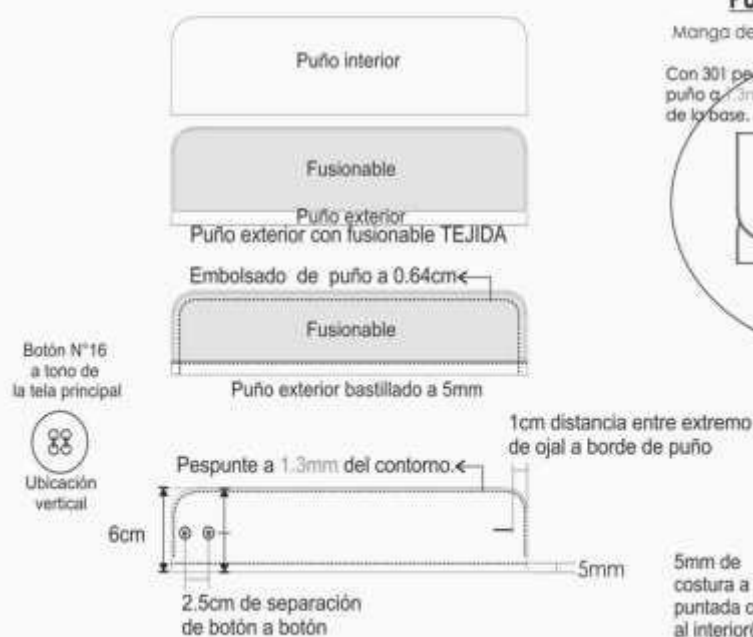 Puño interior
Fusionable
Puño exterior
Puño exterior con fusionable TEJIDA
Embolsado de puño a 0.64cm
Fusionable
Puño exterior bastillado a 5mm
Botón N°16
a tono de
la tela principal
Ubicación
vertical
1cm distancia entre extremo
de ojal a borde de puño
Pespunte a 1.3mm del contorno.
6cm
5mm
2.5cm de separación
de botón a botón
Manga de
Con 301
puño a
de la base.
5mm de
costura a
puntada
al interior